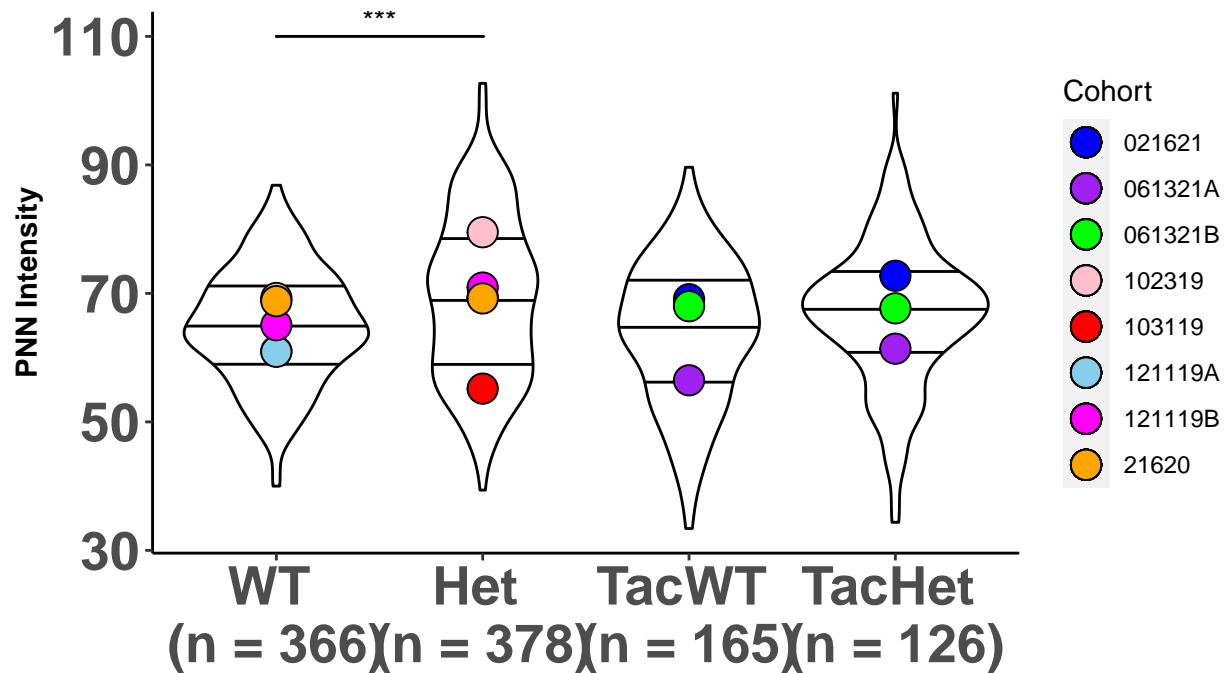 ***
110
90
70
50
30
PNN Intensity
WT Het TacWT TacHet
(n = 366) (n = 378) (n = 165) (n = 126)
Cohort
021621
061321A
061321B
102319
103119
121119A
121119B
21620